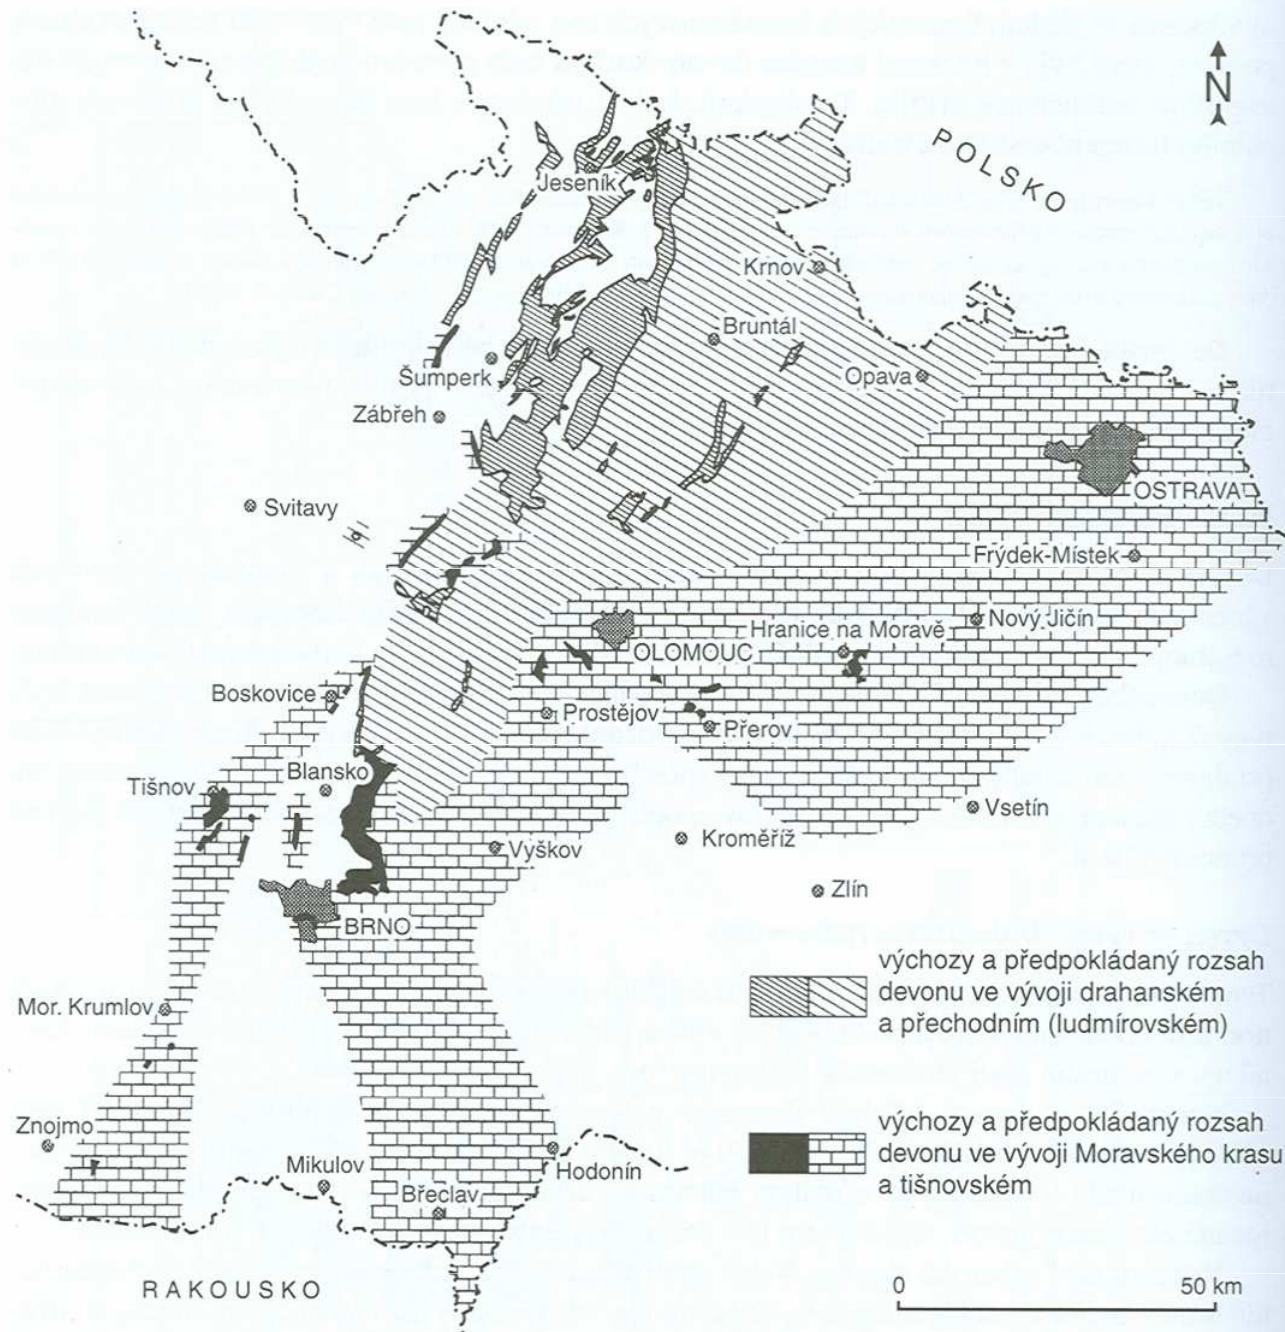 N
POLSKO
Jeseník
Krnov
Bruntál
Šumperk
Opava
Zábřeh
OSTRAVA
Svitavy
Frýdek-Místek
Nový Jičín
Hranice na Moravě
OLOMOUC
Boskovice
Prostějov
Přerov
Blansko
Tišnov
Vsetín
Kroměříž
Vyškov
Zlín
BRNO
výchozy a předpokládaný rozsah
devonu ve vývoji drahanském
a přechodním (ludmírovském)
Mor. Krumlov
výchozy a předpokládaný rozsah
devonu ve vývoji Moravského krasu
a tišnovském
Znojmo
Hodonín
Mikulov
Břeclav
RAKOUSKO
0 50 km